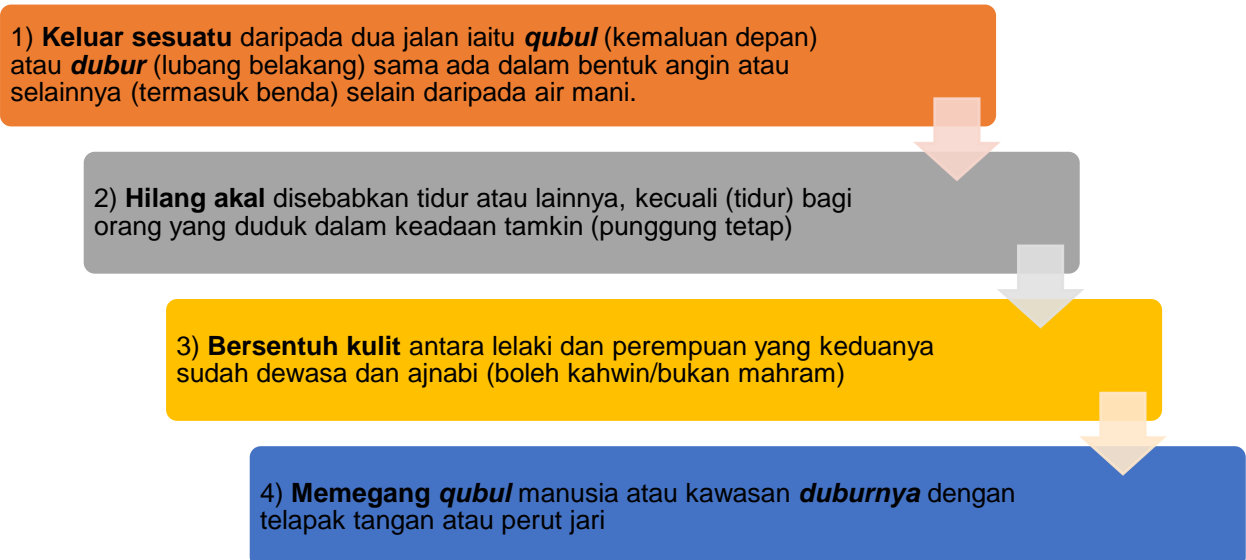 1) Keluar sesuatu daripada dua jalan iaitu qubul (kemaluan depan)
atau dubur (lubang belakang) sama ada dalam bentuk angin atau
selainnya (termasuk benda) selain daripada air mani.
2) Hilang akal disebabkan tidur atau lainnya, kecuali (tidur) bagi
orang yang duduk dalam keadaan tamkin (punggung tetap)
3) Bersentuh kulit antara lelaki dan perempuan yang keduanya
sudah dewasa dan ajnabi (boleh kahwin/bukan mahram)
4) Memegang qubul manusia atau kawasan duburnya dengan
telapak tangan atau perut jari